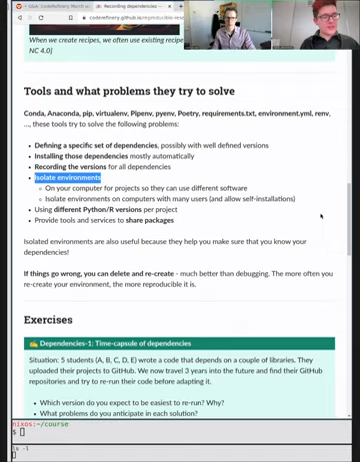 Q&A: CodeRefinery March w
Recording dependencies —
coderefinery.github.io/reproducible-res
When we create recipes, we often use existing recipe
NC 4.0]
Tools and what problems they try to solve
Conda, Anaconda, pip, virtualenv, Pipenv, pyenv, Poetry, requirements.txt, environment.yml, renv,
..., these tools try to solve the following problems:
Defining a specific set of dependencies, possibly with well defined versions
Installing those dependencies mostly automatically
Recording the versions for all dependencies
Isolate environments
On your computer for projects so they can use different software
Isolate environments on computers with many users (and allow self-installations)
Using different Python/R versions per project
Provide tools and services to share packages
Isolated environments are also useful because they help you make sure that you know your
dependencies!
If things go wrong, you can delete and re-create - much better than debugging. The more often you
re-create your environment, the more reproducible it is.
Exercises
Dependencies-1: Time-capsule of dependencies
Situation: 5 students (A, B, C, D, E) wrote a code that depends on a couple of libraries. They
uploaded their projects to GitHub. We now travel 3 years into the future and find their GitHub
repositories and try to re-run their code before adapting it.
Which version do you expect to be easiest to re-run? Why?
What problems do you anticipate in each solution?
nixos:~/course
$